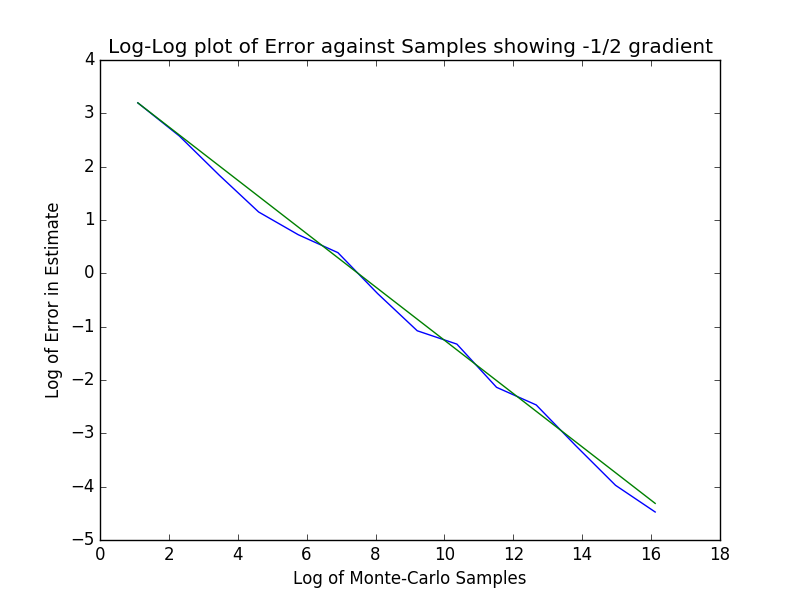 Log-Log plot of Error against Samples showing -1/2 gradient
4
3
2
1
0
−1
−2
−3
−4
−5
Log of Error in Estimate
0 2 4 6 8 10 12 14 16 18
Log of Monte-Carlo Samples